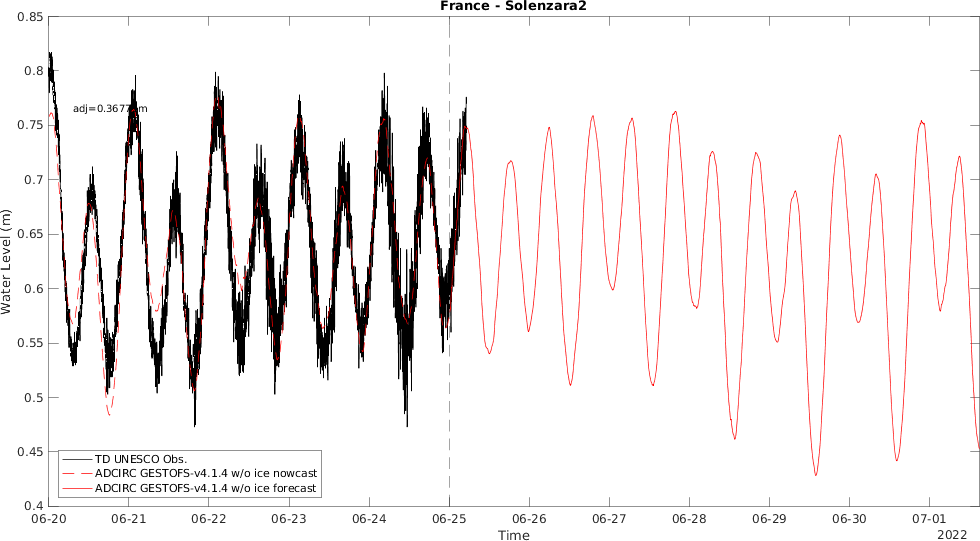 France - Solenzara2
0.85
0.8
0.75
0.7
0.65
0.6
0.55
0.5
0.45
0.4
Water Level (m)
adj=0.3677 m
TD UNESCO Obs.
ADCIRC GESTOFS-v4.1.4 w/o ice nowcast
ADCIRC GESTOFS-v4.1.4 w/o ice forecast
06-20 06-21 06-22 06-23 06-24 06-25 06-26 06-27 06-28 06-29 06-30 07-01
Time
2022